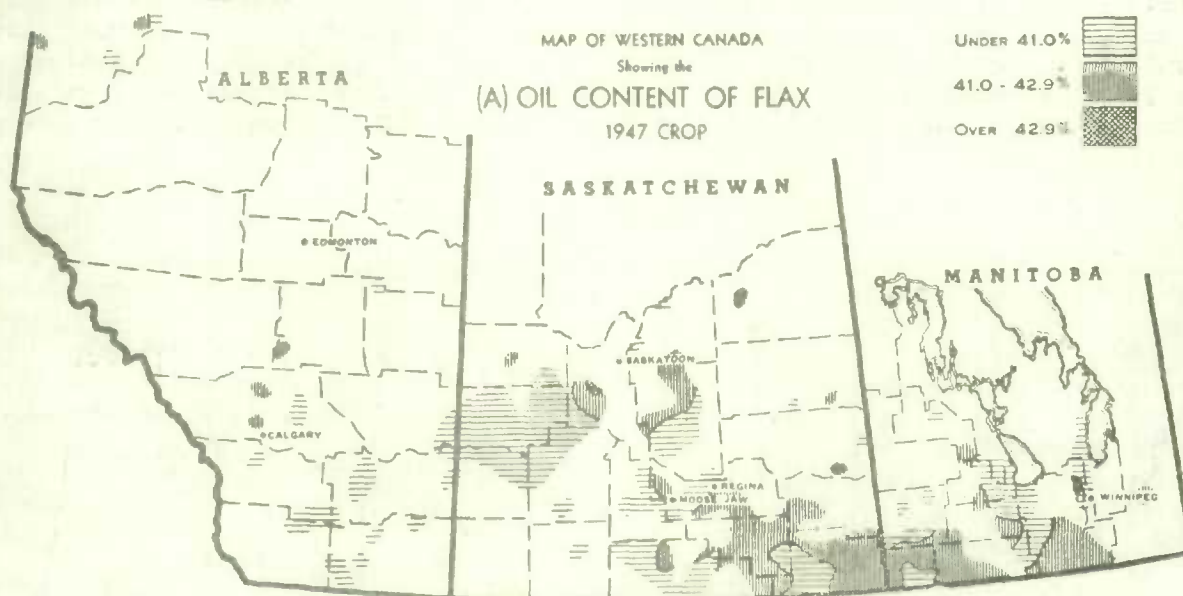 MAP OF WESTERN CANADA
Showing the
(A) OIL CONTENT OF FLAX
1947 CROP
UNDER 41.0%
41.0 - 42.9%
OVER 42.9%
ALBERTA
SASKATCHEWAN
MANITOBA
EDMONTON
SASKATOON
CALGARY
REGINA
MOOSE JAW
WINNIPEG